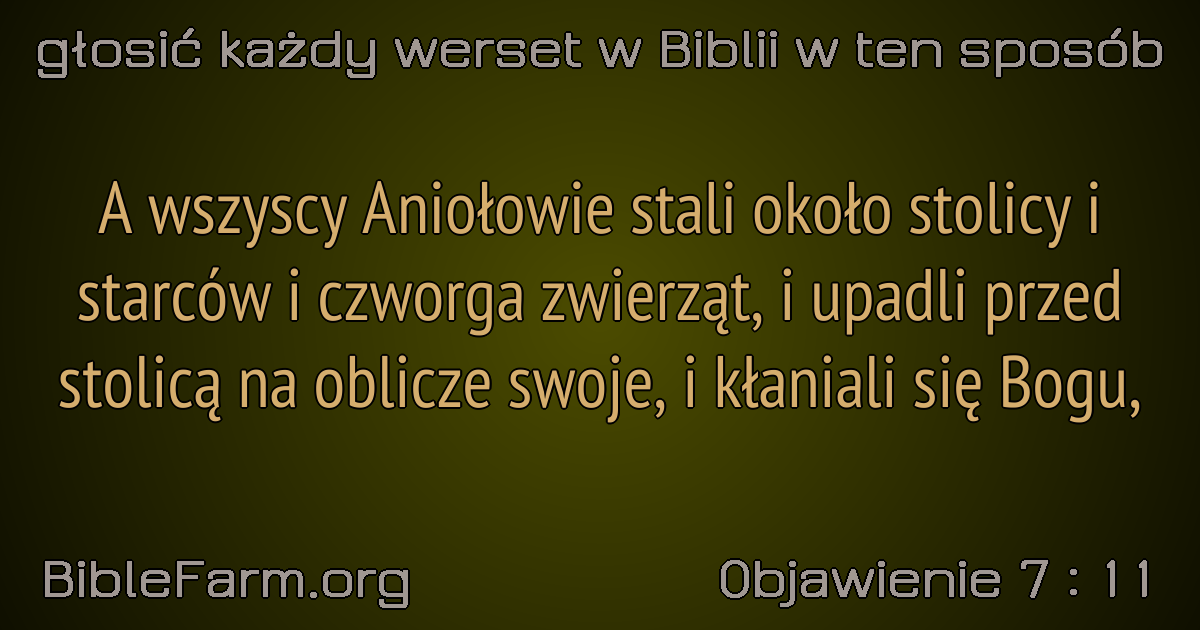 głosić każdy werset w Biblii w ten sposób
A wszyscy Aniołowie stali około stolicy i
starców i czworga zwierząt, i upadli przed
stolicą na oblicze swoje, i kłaniali się Bogu,
BibleFarm.org
Objawienie 7 : 11